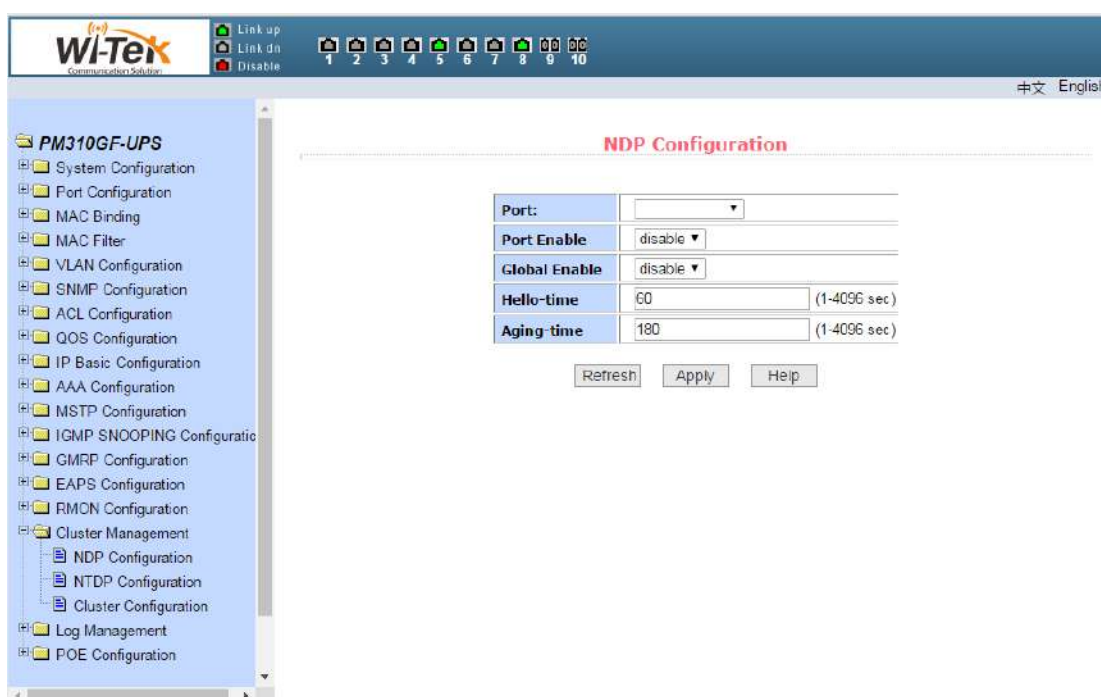 WI-TeK
Communication Solution
Link up
Link dn
Disable
1 2 3 4 5 6 7 8 9 10
中文 English
PM310GF-UPS
System Configuration
Port Configuration
MAC Binding
MAC Filter
VLAN Configuration
SNMP Configuration
ACL Configuration
QOS Configuration
IP Basic Configuration
AAA Configuration
MSTP Configuration
IGMP SNOOPING Configuratio
GMRP Configuration
EAPS Configuration
RMON Configuration
Cluster Management
NDP Configuration
NTDP Configuration
Cluster Configuration
Log Management
POE Configuration
NDP Configuration
Port:
Port Enable disable
Global Enable disable
Hello-time 60 (1-4096 sec)
Aging-time 180 (1-4096 sec)
Refresh Apply Help